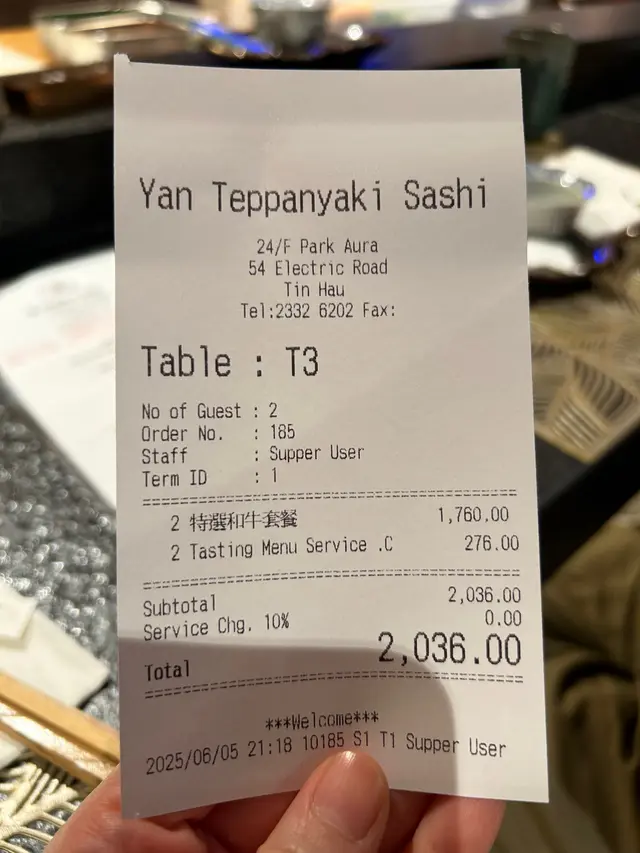 Yan Teppanyaki Sashi
24/F Park Aura
54 Electric Road
Tin Hau
Tel:2332 6202 Fax:
Table : T3
No of Guest : 2
Order No. : 185
Staff : Supper User
Term ID : 1
2 特選和牛套餐 1,760.00
2 Tasting Menu Service .C 276.00
Subtotal 2,036.00
Service Chg. 10% 0.00
Total 2,036.00
***Welcome***
2025/06/05 21:18 10185 S1 T1 Supper User